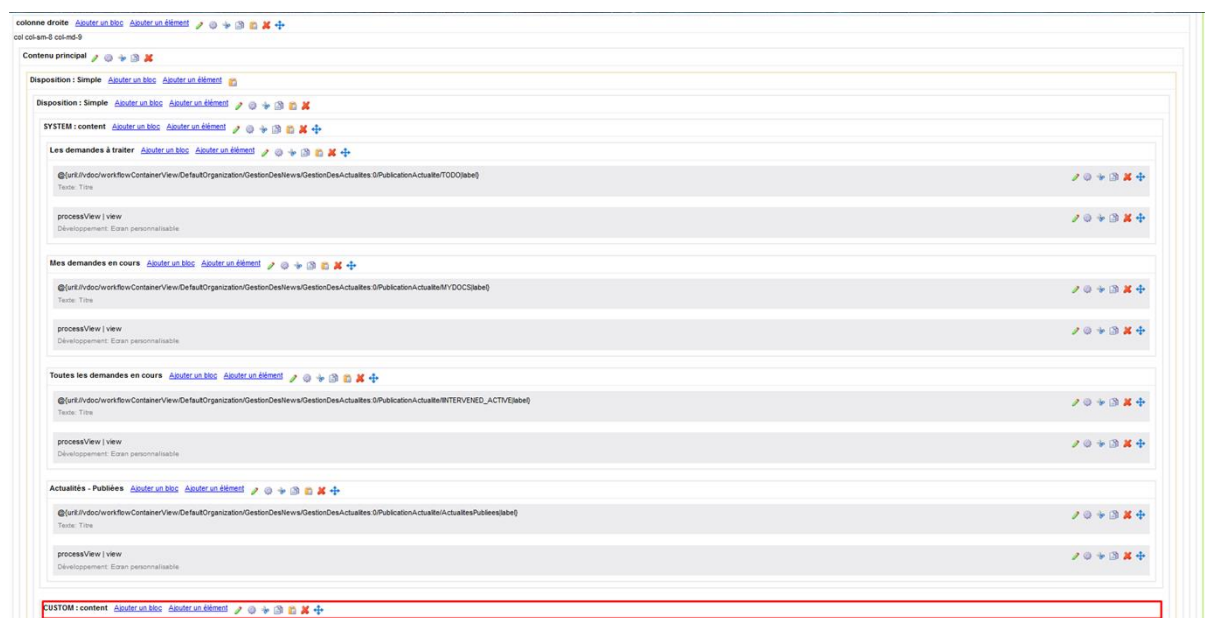 colonne droite Ajouter un bloc Ajouter un élément
col col-sm-8 col-md-9
Contenu principal
Disposition : Simple Ajouter un bloc Ajouter un élément
Disposition : Simple Ajouter un bloc Ajouter un élément
SYSTEM : content Ajouter un bloc Ajouter un élément
Les demandes à traiter Ajouter un bloc Ajouter un élément
@{uri://vdoc/workflowContainerView/DefaultOrganization/GestionDesNews/GestionDesActualites:0/PublicationActualite/TODO|label}
Texte: Titre
processView | view
Développement: Ecran personnalisable
Mes demandes en cours Ajouter un bloc Ajouter un élément
@{uri://vdoc/workflowContainerView/DefaultOrganization/GestionDesNews/GestionDesActualites:0/PublicationActualite/MYDOCS|label}
Texte: Titre
processView | view
Développement: Ecran personnalisable
Toutes les demandes en cours Ajouter un bloc Ajouter un élément
@{uri://vdoc/workflowContainerView/DefaultOrganization/GestionDesNews/GestionDesActualites:0/PublicationActualite/IINTERVENED_ACTIVE|label}
Texte: Titre
processView | view
Développement: Ecran personnalisable
Actualités - Publiées Ajouter un bloc Ajouter un élément
@{uri://vdoc/workflowContainerView/DefaultOrganization/GestionDesNews/GestionDesActualites:0/PublicationActualite/ActualitesPubliees|label}
Texte: Titre
processView | view
Développement: Ecran personnalisable
CUSTOM : content Ajouter un bloc Ajouter un élément